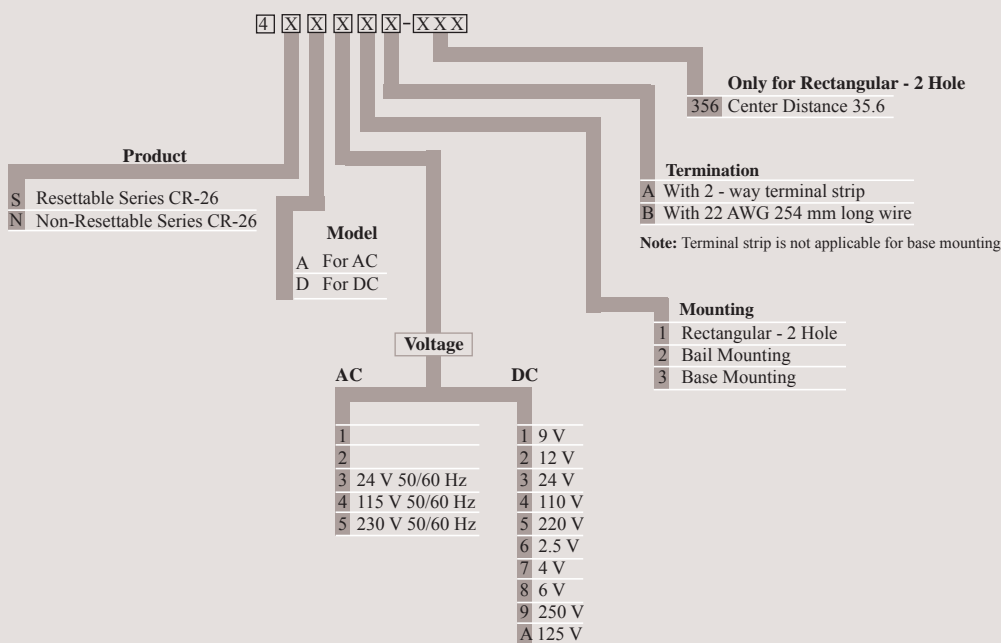 4 X X X X X - X X X
Only for Rectangular - 2 Hole
356 Center Distance 35.6
Product
S Resettable Series CR-26
N Non-Resettable Series CR-26
Termination
A With 2 - way terminal strip
B With 22 AWG 254 mm long wire
Note: Terminal strip is not applicable for base mounting
Model
A For AC
D For DC
Mounting
1 Rectangular - 2 Hole
2 Bail Mounting
3 Base Mounting
Voltage
AC
1
2
3 24 V 50/60 Hz
4 115 V 50/60 Hz
5 230 V 50/60 Hz
DC
1 9 V
2 12 V
3 24 V
4 110 V
5 220 V
6 2.5 V
7 4 V
8 6 V
9 250 V
A 125 V